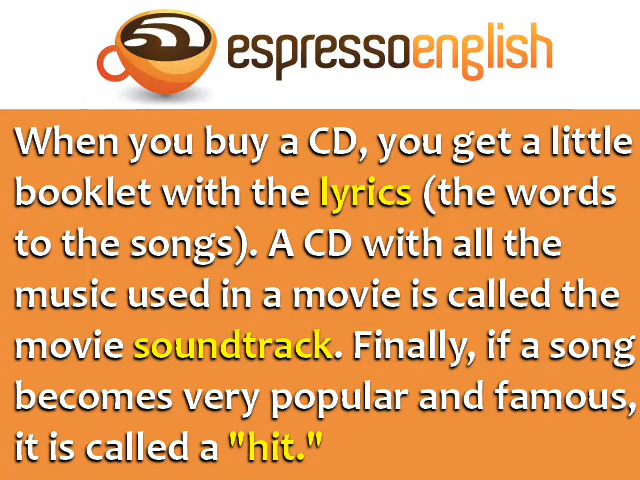 espressoenglish
When you buy a CD, you get a little
booklet with the lyrics (the words
to the songs). A CD with all the
music used in a movie is called the
movie soundtrack. Finally, if a song
becomes very popular and famous,
it is called a "hit."